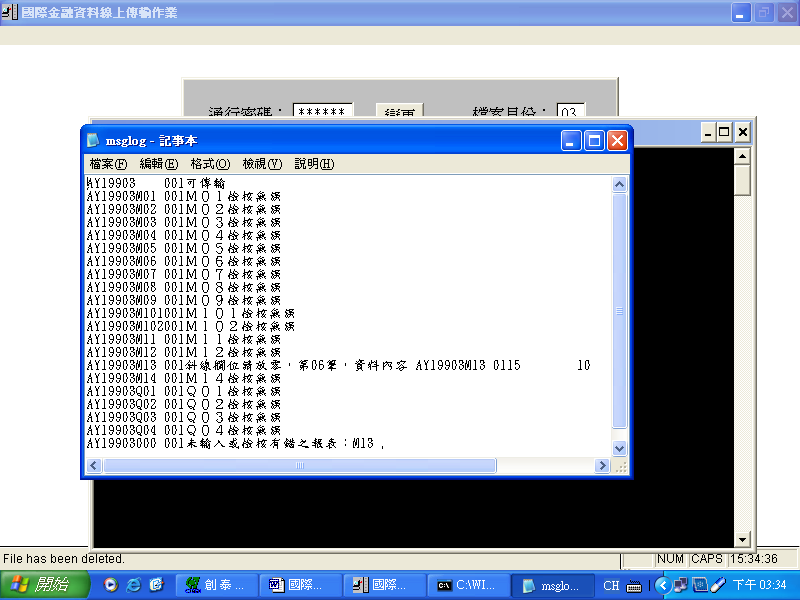 國際金融資料線上傳輸作業
通行密碼： ****** 變更 檔案月份： 03
msglog - 記事本
檔案(F) 編輯(E) 格式(O) 檢視(V) 說明(H)
AY19903 001可傳輸
AY19903M01 001Ｍ０１檢核無誤
AY19903M02 001Ｍ０２檢核無誤
AY19903M03 001Ｍ０３檢核無誤
AY19903M04 001Ｍ０４檢核無誤
AY19903M05 001Ｍ０５檢核無誤
AY19903M06 001Ｍ０６檢核無誤
AY19903M07 001Ｍ０７檢核無誤
AY19903M08 001Ｍ０８檢核無誤
AY19903M09 001Ｍ０９檢核無誤
AY19903M101001Ｍ１０１檢核無誤
AY19903M102001Ｍ１０２檢核無誤
AY19903M11 001Ｍ１１檢核無誤
AY19903M12 001Ｍ１２檢核無誤
AY19903M13 001斜線欄位請放零，第06筆，資料內容 AY19903M13 0115 10
AY19903M14 001Ｍ１４檢核無誤
AY19903Q01 001Ｑ０１檢核無誤
AY19903Q02 001Ｑ０２檢核無誤
AY19903Q03 001Ｑ０３檢核無誤
AY19903Q04 001Ｑ０４檢核無誤
AY19903000 001未輸入或檢核有錯之報表：M13 ,
File has been deleted. NUM CAPS 15:34:36
開始 創泰... 國際... 國際... C:\WI... msglo... CH 下午 03:34